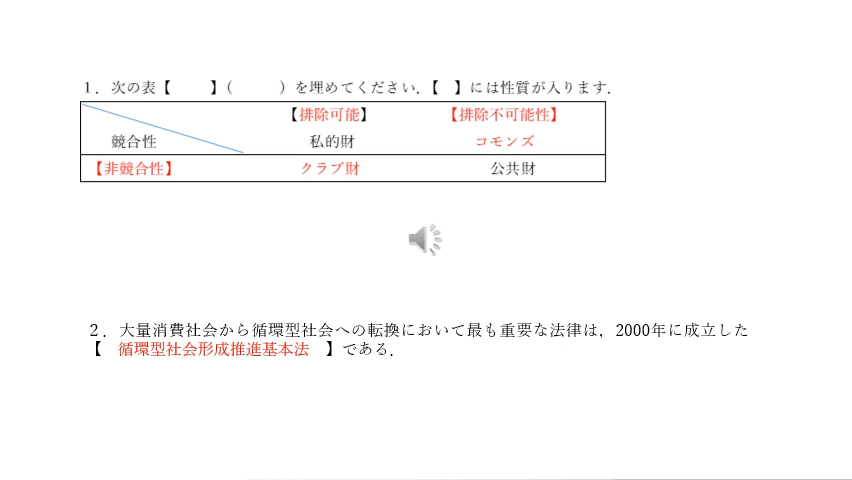 １．次の表【　　】（　　）を埋めてください．【　】には性質が入ります．
【排除可能】　【排除不可能性】
競合性　私的財　コモンズ
【非競合性】　クラブ財　公共財
２．大量消費社会から循環型社会への転換において最も重要な法律は，2000年に成立した
【　循環型社会形成推進基本法　】である．